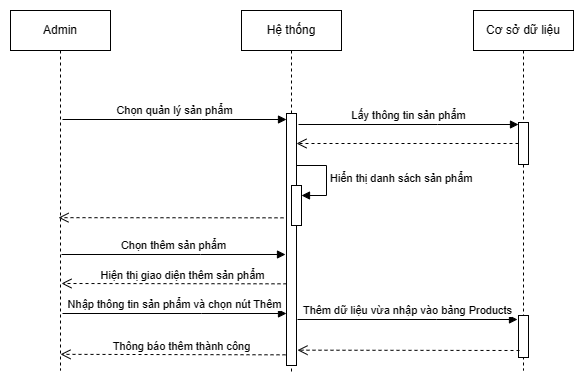 Admin
Hệ thống
Cơ sở dữ liệu
Chọn quản lý sản phẩm
Lấy thông tin sản phẩm
Hiển thị danh sách sản phẩm
Chọn thêm sản phẩm
Hiện thị giao diện thêm sản phẩm
Nhập thông tin sản phẩm và chọn nút Thêm
Thêm dữ liệu vừa nhập vào bảng Products
Thông báo thêm thành công